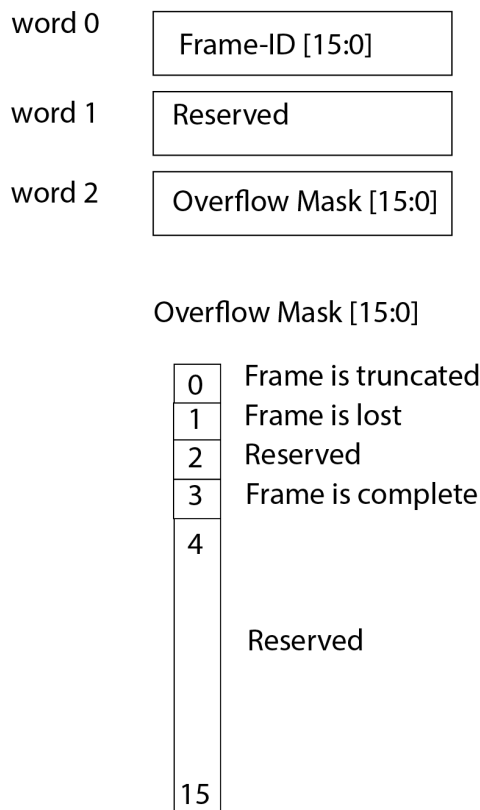 word 0
Frame-ID [15:0]
word 1
Reserved
word 2
Overflow Mask [15:0]
Overflow Mask [15:0]
0 Frame is truncated
1 Frame is lost
2 Reserved
3 Frame is complete
4
Reserved
15